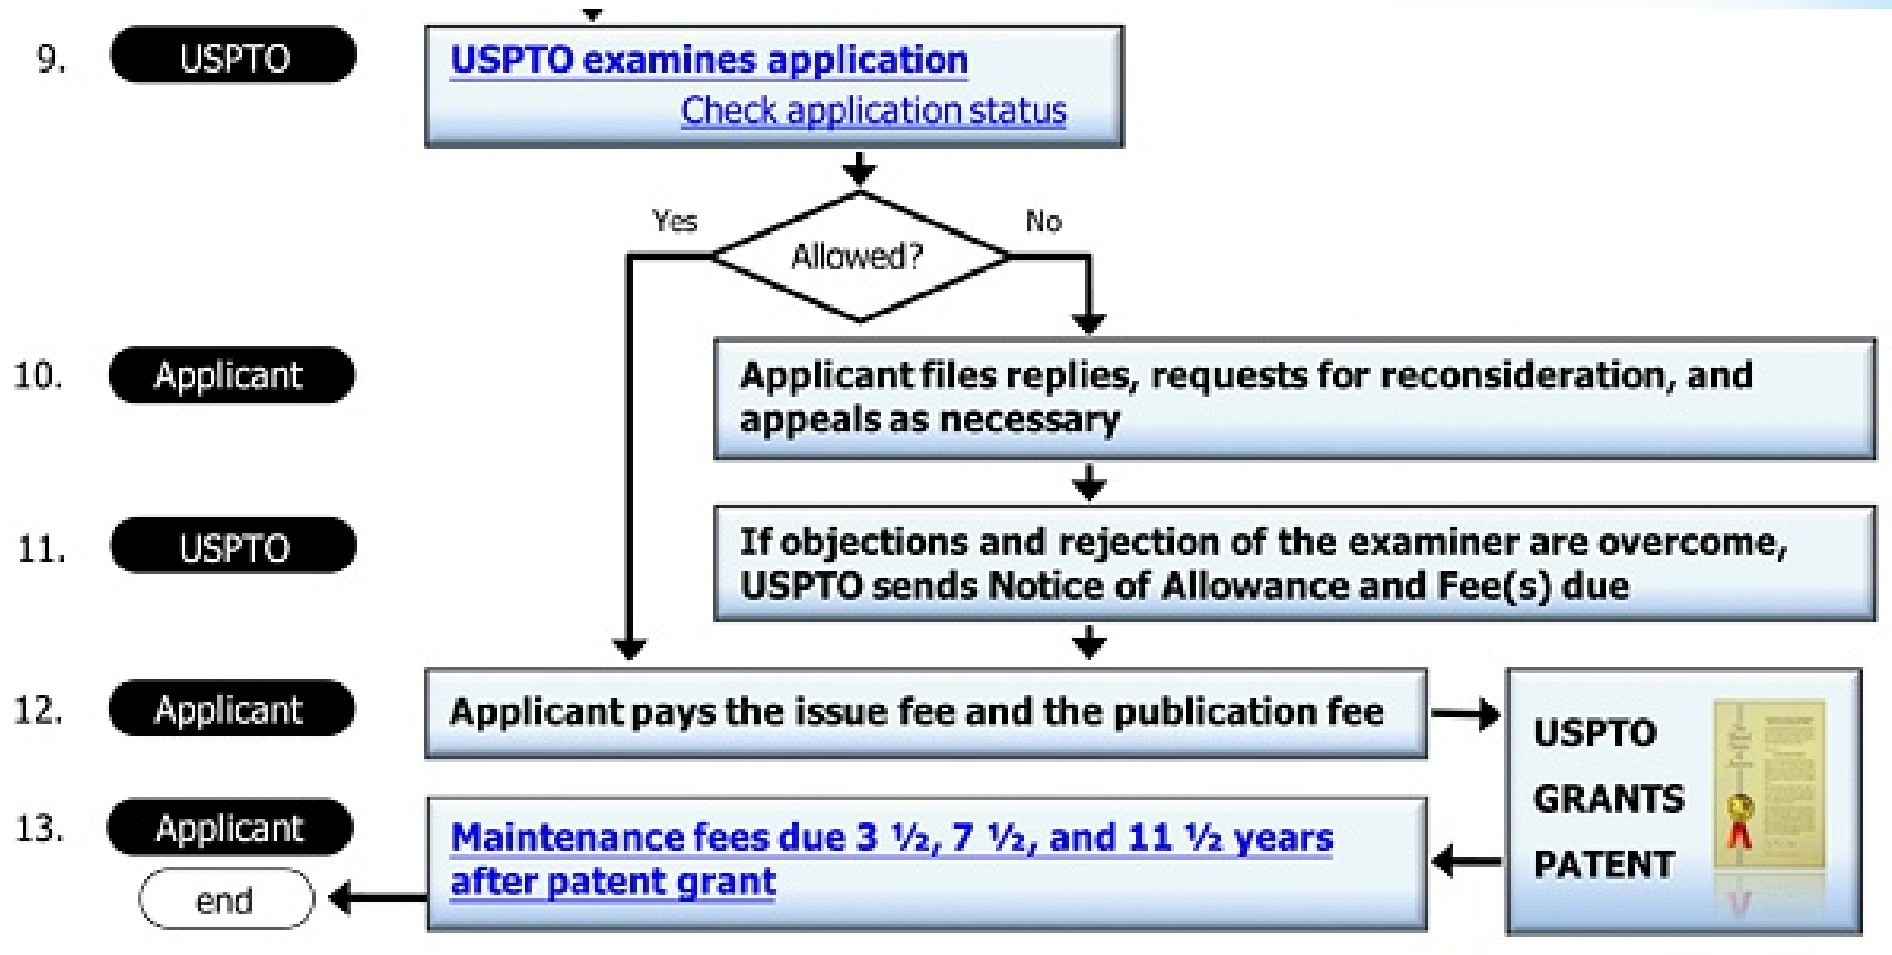 9. USPTO
USPTO examines application
Check application status
Yes
No
Allowed?
10. Applicant
Applicant files replies, requests for reconsideration, and
appeals as necessary
11. USPTO
If objections and rejection of the examiner are overcome,
USPTO sends Notice of Allowance and Fee(s) due
12. Applicant
Applicant pays the issue fee and the publication fee
USPTO
GRANTS
PATENT
13. Applicant
Maintenance fees due 3 ½, 7 ½, and 11 ½ years
after patent grant
end